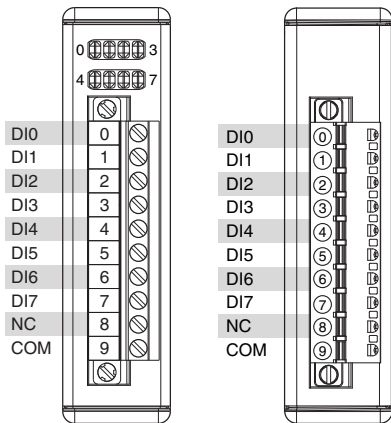 0 3
4 7
DI0 0
DI1 1
DI2 2
DI3 3
DI4 4
DI5 5
DI6 6
DI7 7
NC 8
COM 9
DI0 0
DI1 1
DI2 2
DI3 3
DI4 4
DI5 5
DI6 6
DI7 7
NC 8
COM 9